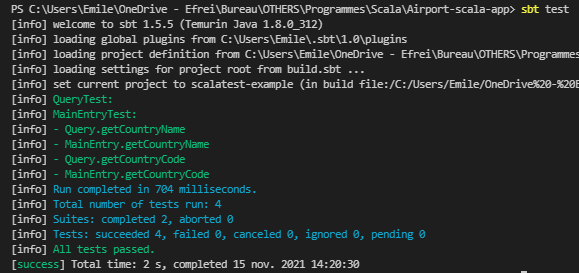 PS C:\Users\Emile\OneDrive - Efrei\Bureau\OTHERS\Programmes\Scala\Airport-scala-app> sbt test
[info] welcome to sbt 1.5.5 (Temurin Java 1.8.0_312)
[info] loading global plugins from C:\Users\Emile\.sbt\1.0\plugins
[info] loading project definition from C:\Users\Emile\OneDrive - Efrei\Bureau\OTHERS\Programmes
[info] loading settings for project root from build.sbt ...
[info] set current project to scalatest-example (in build file:/C:/Users/Emile/OneDrive%20-%20E
[info] QueryTest:
[info] MainEntryTest:
[info] - Query.getCountryName
[info] - MainEntry.getCountryName
[info] - Query.getCountryCode
[info] - MainEntry.getCountryCode
[info] Run completed in 704 milliseconds.
[info] Total number of tests run: 4
[info] Suites: completed 2, aborted 0
[info] Tests: succeeded 4, failed 0, canceled 0, ignored 0, pending 0
[info] All tests passed.
[success] Total time: 2 s, completed 15 nov. 2021 14:20:30